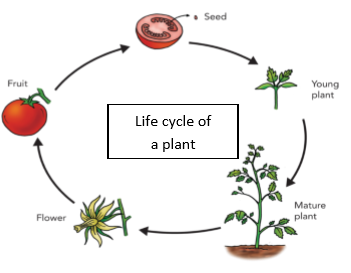 Seed
Young
plant
Mature
plant
Flower
Fruit
Life cycle of
a plant